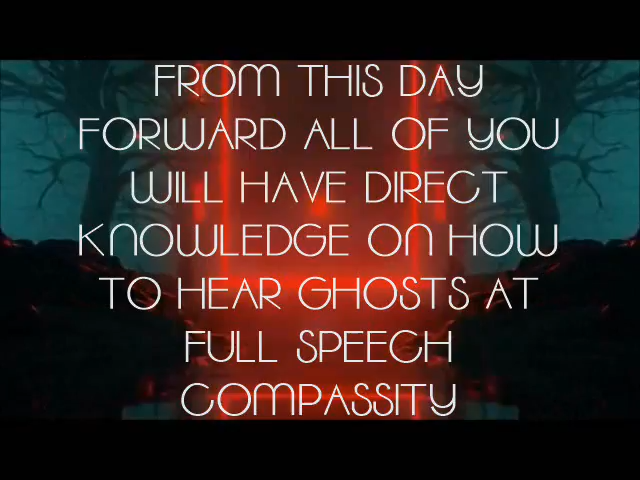 FROM THIS DAY
FORWARD ALL OF YOU
WILL HAVE DIRECT
KNOWLEDGE ON HOW
TO HEAR GHOSTS AT
FULL SPEECH
COMPASSITY